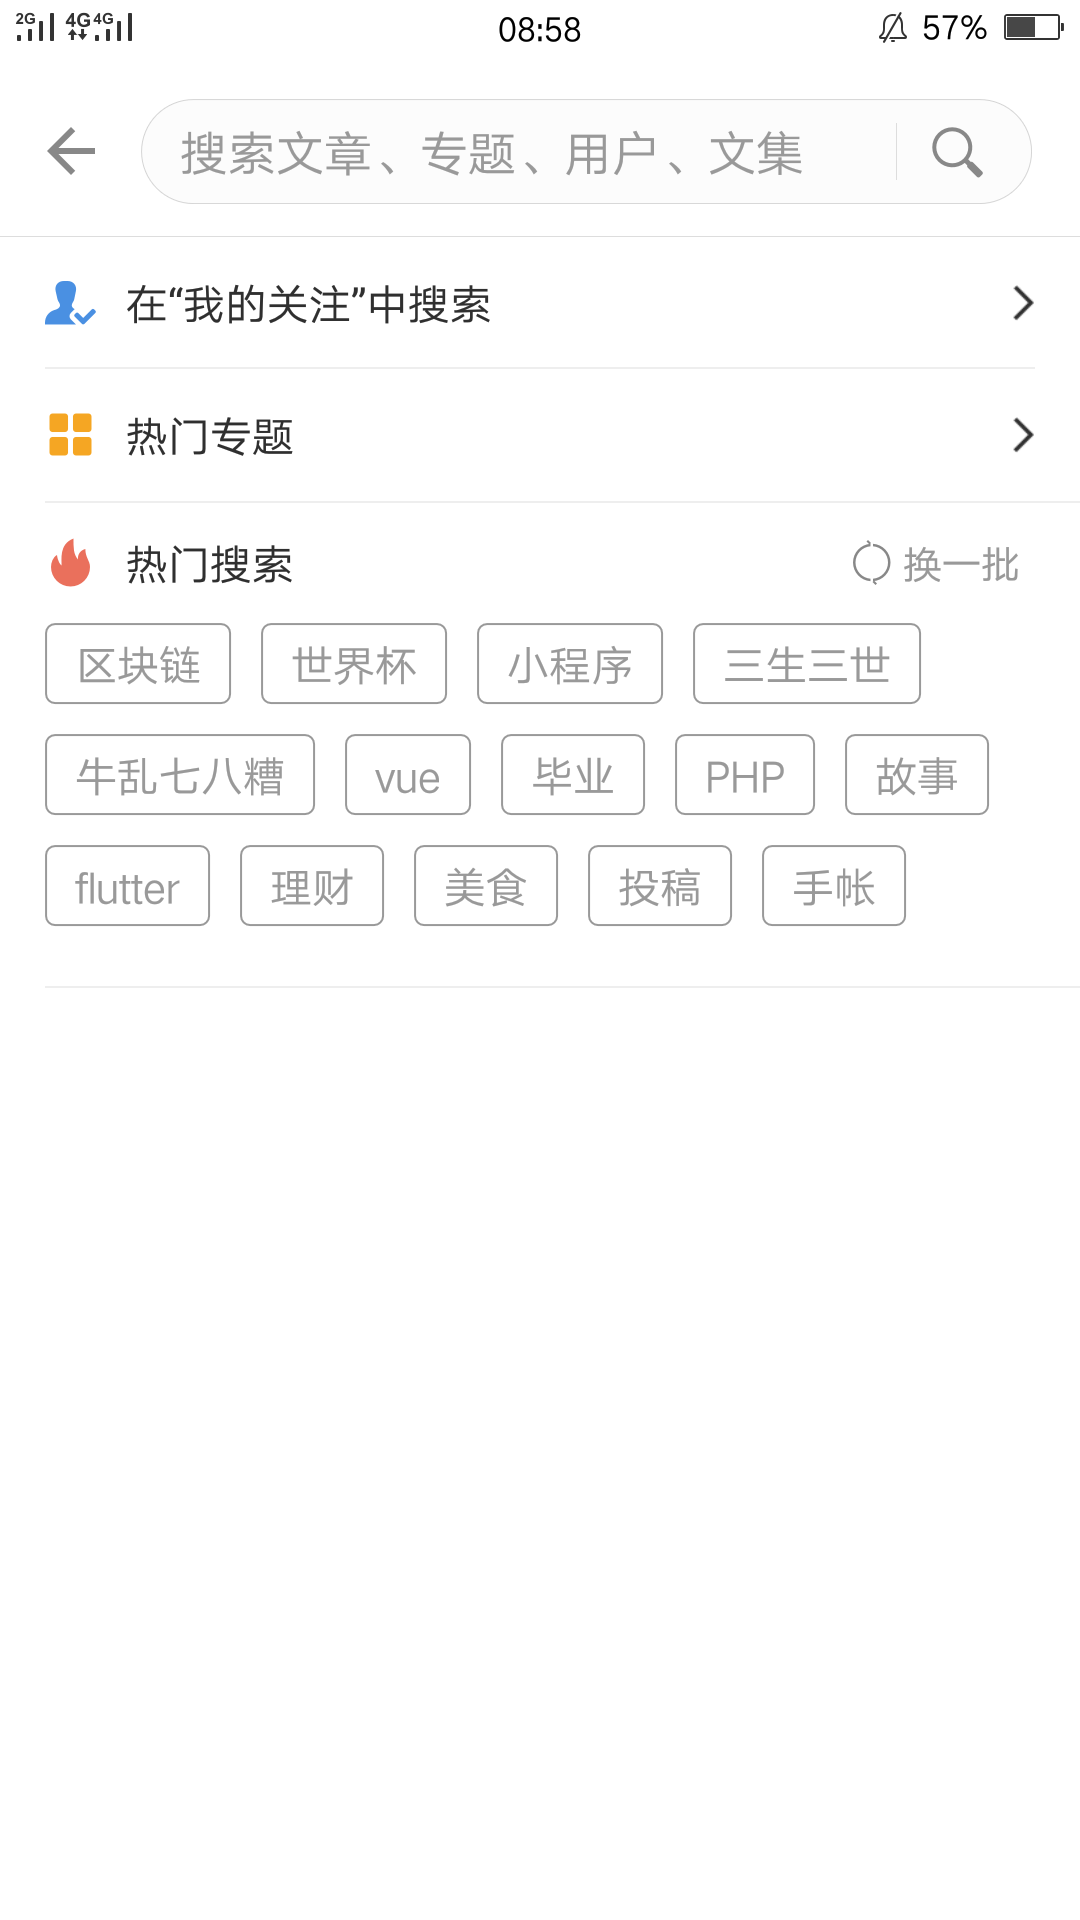 2G 4G 4G 08:58 57%
搜索文章、专题、用户、文集
在“我的关注”中搜索
热门专题
热门搜索 换一批
区块链 世界杯 小程序 三生三世
牛乱七八糟 vue 毕业 PHP 故事
flutter 理财 美食 投稿 手帐